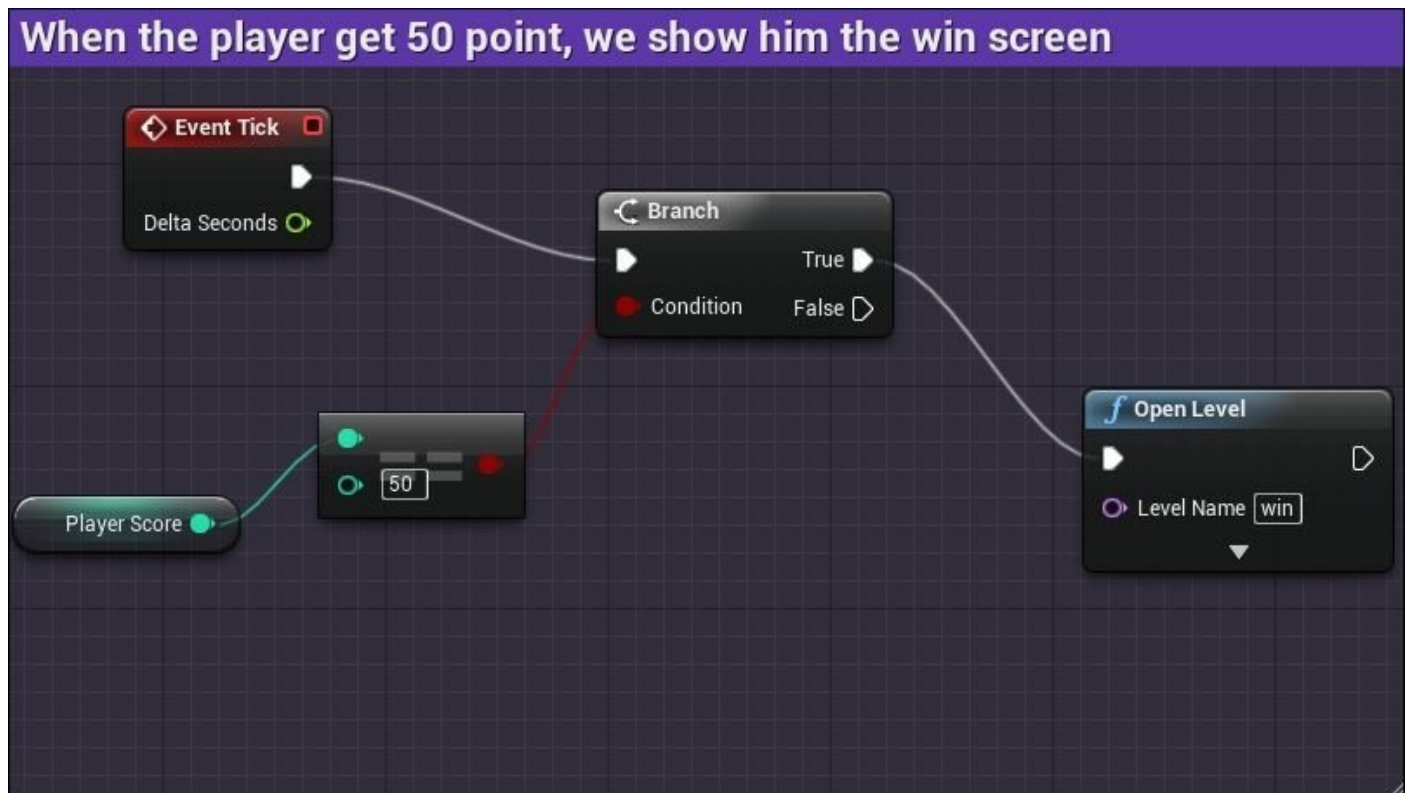 When the player get 50 point, we show him the win screen
Event Tick
Delta Seconds
Branch
True
Condition
False
50
Player Score
Open Level
Level Name win